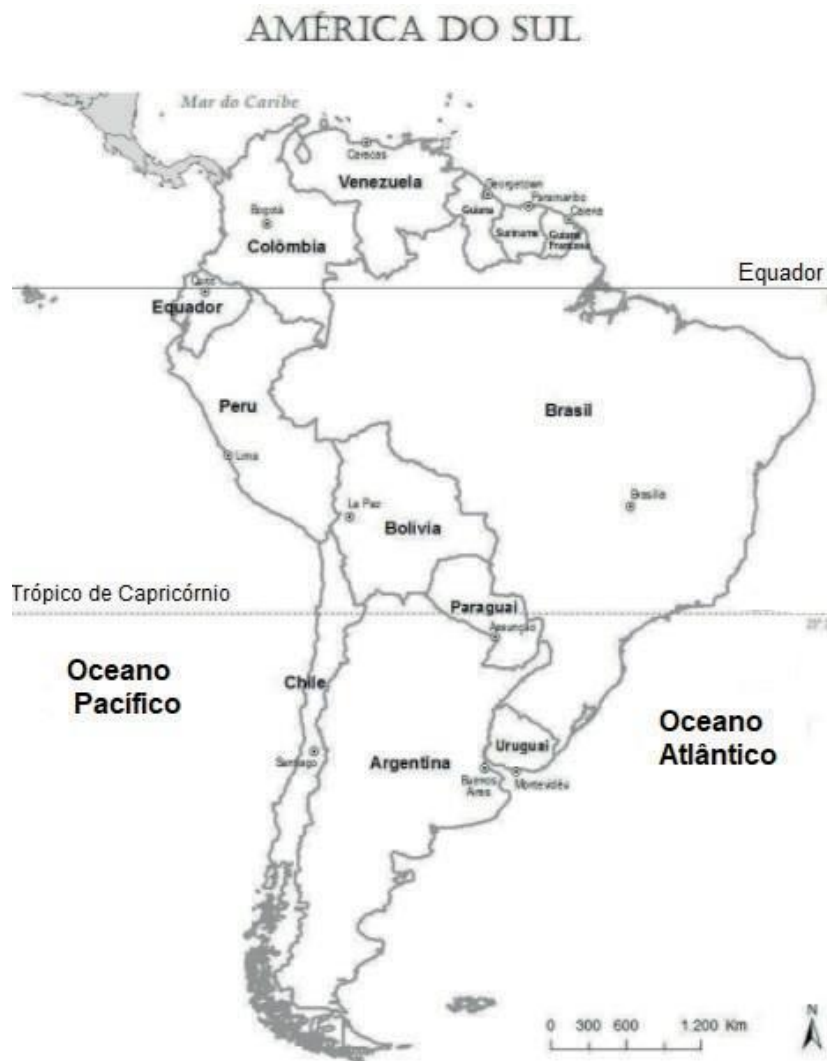 AMÉRICA DO SUL
Mar do Caribe
Caracas
Venezuela
Georgetown
Paramaribo
Guiana
Caiena
Bogotá
Suriname
Guiana
Francesa
Colômbia
Equador
Quito
Equador
Peru
Brasil
Lima
Brasília
La Paz
Bolívia
Trópico de Capricórnio
Paraguai
Assunção
Oceano
Pacífico
Chile
Oceano
Atlântico
Uruguai
Santiago
Argentina
Buenos
Aires
Montevidéu
N
0 300 600 1.200 Km